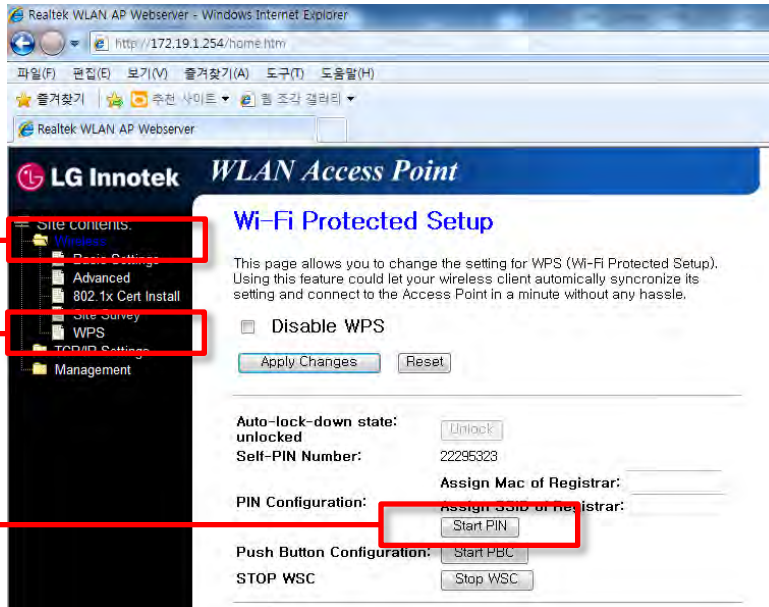 Realtek WLAN AP Webserver - Windows Internet Explorer
http://172.19.1.254/home.htm
파일(F) 편집(E) 보기(V) 즐겨찾기(A) 도구(T) 도움말(H)
즐겨찾기 추천 사이트 웹 조각 갤러리
Realtek WLAN AP Webserver
LG Innotek
WLAN Access Point
Site contents:
Wireless
Basic Settings
Advanced
802.1x Cert Install
Site Survey
WPS
TCP/IP Settings
Management
Wi-Fi Protected Setup
This page allows you to change the setting for WPS (Wi-Fi Protected Setup).
Using this feature could let your wireless client automically syncronize its
setting and connect to the Access Point in a minute without any hassle.
Disable WPS
Apply Changes Reset
Auto-lock-down state: unlocked Unlock
Self-PIN Number: 22295323
PIN Configuration: Assign Mac of Registrar:
Assign SSID of Registrar:
Start PIN
Push Button Configuration: Start PBC
STOP WSC Stop WSC